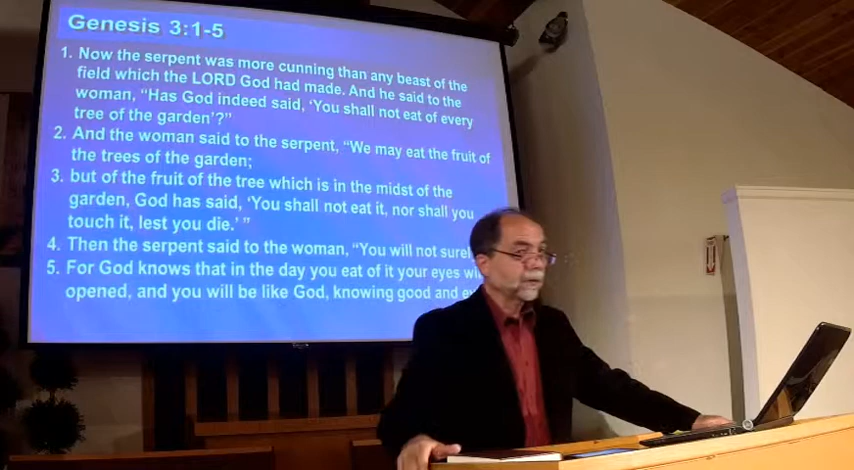 Genesis 3:1-5
1. Now the serpent was more cunning than any beast of the
field which the LORD God had made. And he said to the
woman, "Has God indeed said, 'You shall not eat of every
tree of the garden'?"
2. And the woman said to the serpent, "We may eat the fruit of
the trees of the garden;
3. but of the fruit of the tree which is in the midst of the
garden, God has said, 'You shall not eat it, nor shall you
touch it, lest you die.' "
4. Then the serpent said to the woman, "You will not surel
5. For God knows that in the day you eat of it your eyes wil
opened, and you will be like God, knowing good and e